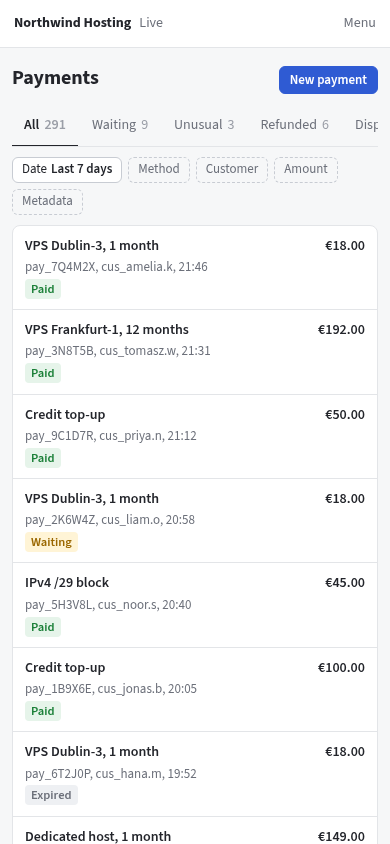 Northwind Hosting Live Menu
Payments New payment
All 291 Waiting 9 Unusual 3 Refunded 6 Disp
Date Last 7 days Method Customer Amount
Metadata
VPS Dublin-3, 1 month €18.00
pay_7Q4M2X, cus_amelia.k, 21:46
Paid
VPS Frankfurt-1, 12 months €192.00
pay_3N8T5B, cus_tomasz.w, 21:31
Paid
Credit top-up €50.00
pay_9C1D7R, cus_priya.n, 21:12
Paid
VPS Dublin-3, 1 month €18.00
pay_2K6W4Z, cus_liam.o, 20:58
Waiting
IPv4 /29 block €45.00
pay_5H3V8L, cus_noor.s, 20:40
Paid
Credit top-up €100.00
pay_1B9X6E, cus_jonas.b, 20:05
Paid
VPS Dublin-3, 1 month €18.00
pay_6T2J0P, cus_hana.m, 19:52
Expired
Dedicated host, 1 month €149.00